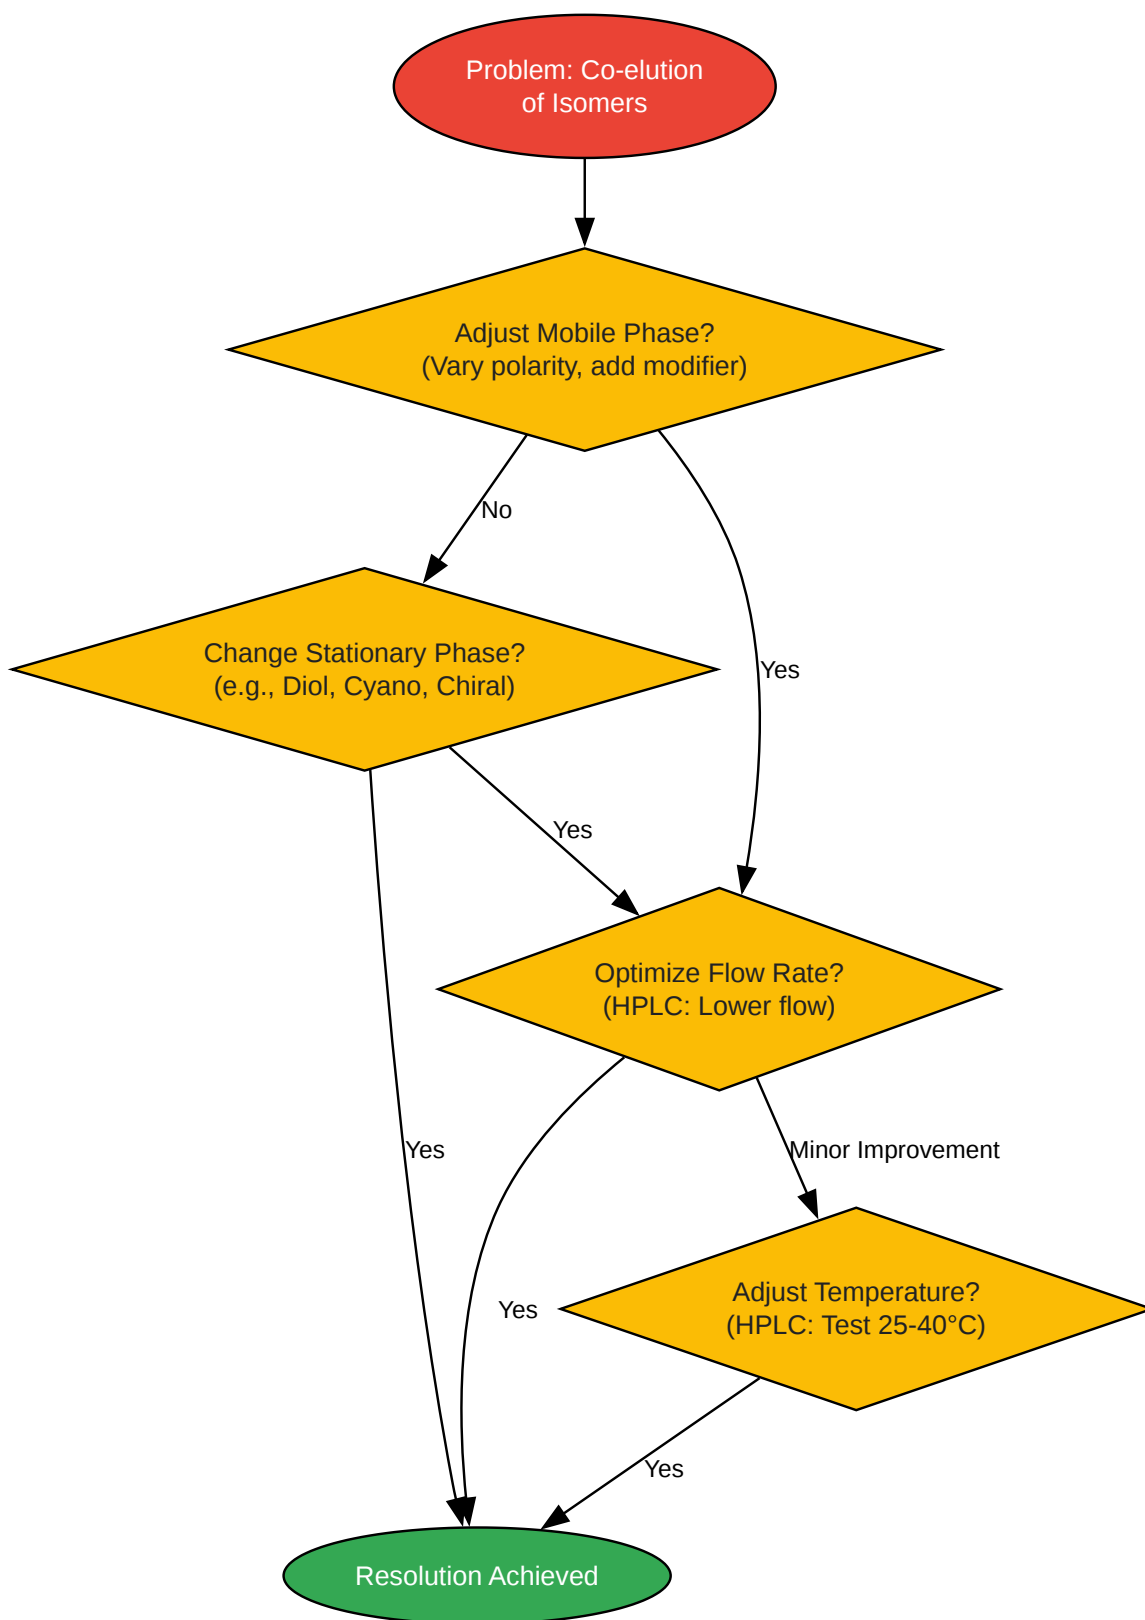 Problem: Co-elution
of Isomers
Adjust Mobile Phase?
(Vary polarity, add modifier)
No
Change Stationary Phase?
(e.g., Diol, Cyano, Chiral)
Yes
Yes
Optimize Flow Rate?
(HPLC: Lower flow)
Yes
Minor Improvement
Adjust Temperature?
(HPLC: Test 25-40°C)
Yes
Yes
Resolution Achieved